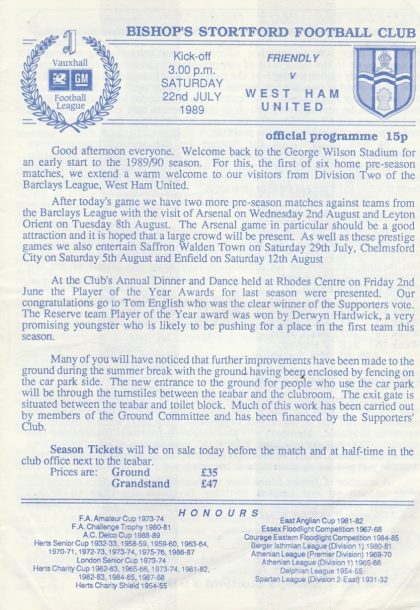 BISHOP'S STORTFORD FOOTBALL CLUB
1
Vauxhall
GM
Football
League
Kick-off
3.00 p.m.
SATURDAY
22nd JULY
1989
FRIENDLY
v
WEST HAM
UNITED
official programme 15p
Good afternoon everyone. Welcome back to the George Wilson Stadium for
an early start to the 1989/90 season. For this, the first of six home pre-season
matches, we extend a warm welcome to our visitors from Division Two of the
Barclays League, West Ham United.
After today's game we have two more pre-season matches against teams from
the Barclays League with the visit of Arsenal on Wednesday 2nd August and Leyton
Orient on Tuesday 8th August. The Arsenal game in particular should be a good
attraction and it is hoped that a large crowd will be present. As well as these prestige
games we also entertain Saffron Walden Town on Saturday 29th July, Chelmsford
City on Saturday 5th August and Enfield on Saturday 12th August
At the Club's Annual Dinner and Dance held at Rhodes Centre on Friday 2nd
June the Player of the Year Awards for last season were presented. Our
congratulations go to Tom English who was the clear winner of the Supporters vote.
The Reserve team Player of the Year award was won by Derwyn Hardwick, a very
promising youngster who is likely to be pushing for a place in the first team this
season.
Many of you will have noticed that further improvements have been made to the
ground during the summer break with the ground having been enclosed by fencing on
the car park side. The new entrance to the ground for people who use the car park
will be through the turnstiles between the teabar and the clubroom. The exit gate is
situated between the teabar and toilet block. Much of this work has been carried out
by members of the Ground Committee and has been financed by the Supporters'
Club.
Season Tickets will be on sale today before the match and at half-time in the
club office next to the teabar.
Prices are: Ground £35
Grandstand £47
HONOURS
F.A. Amateur Cup 1973-74
F.A. Challenge Trophy 1980-81
A.C. Delco Cup 1988-89
Herts Senior Cup 1932-33, 1958-59, 1959-60, 1963-64,
1970-71, 1972-73, 1973-74, 1975-76, 1986-87
London Senior Cup 1973-74
Herts Charity Cup 1962-63, 1965-66, 1973-74, 1981-82,
1982-83, 1984-85, 1987-88
Herts Charity Shield 1954-55
East Anglian Cup 1981-82
Essex Floodlight Competition 1967-68
Courage Eastern Floodlight Competition 1984-85
Berger Isthmian League (Division 1) 1980-81
Athenian League (Premier Division) 1969-70
Athenian League (Division 1) 1965-66
Delphian League 1954-55
Spartan League (Division 2-East) 1931-32